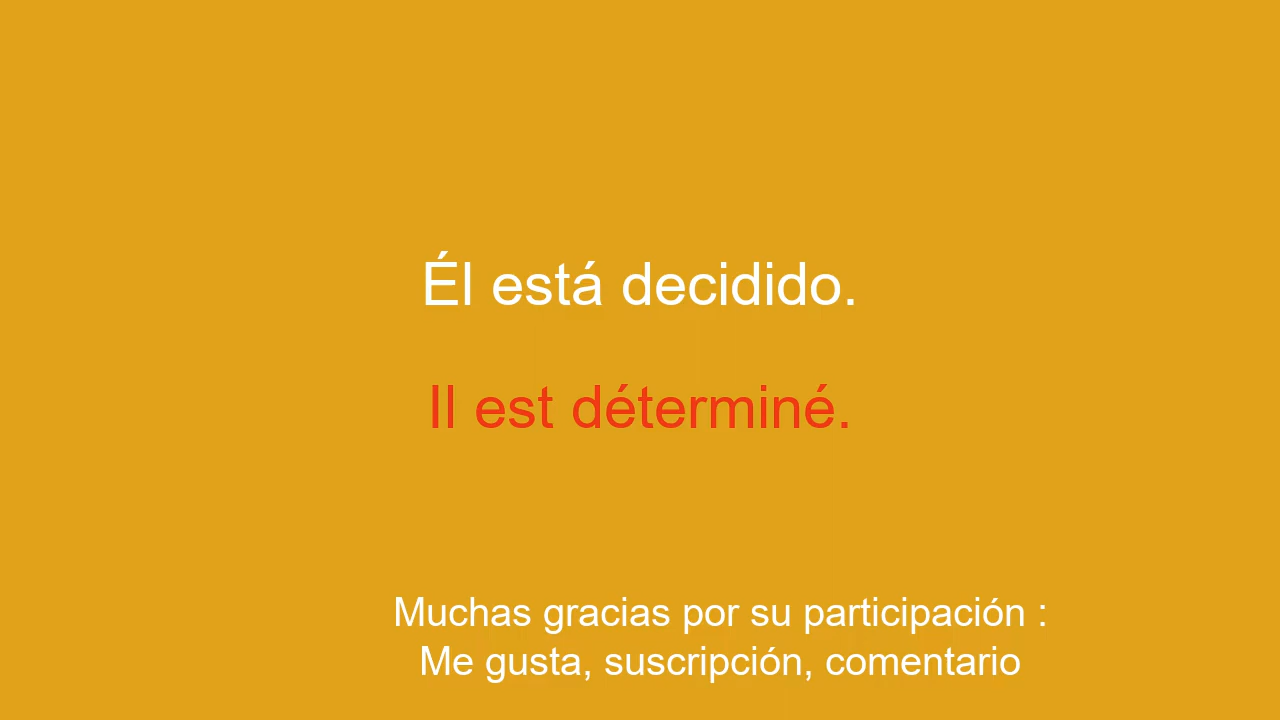 Él está decidido.
Il est déterminé.
Muchas gracias por su participación :
Me gusta, suscripción, comentario